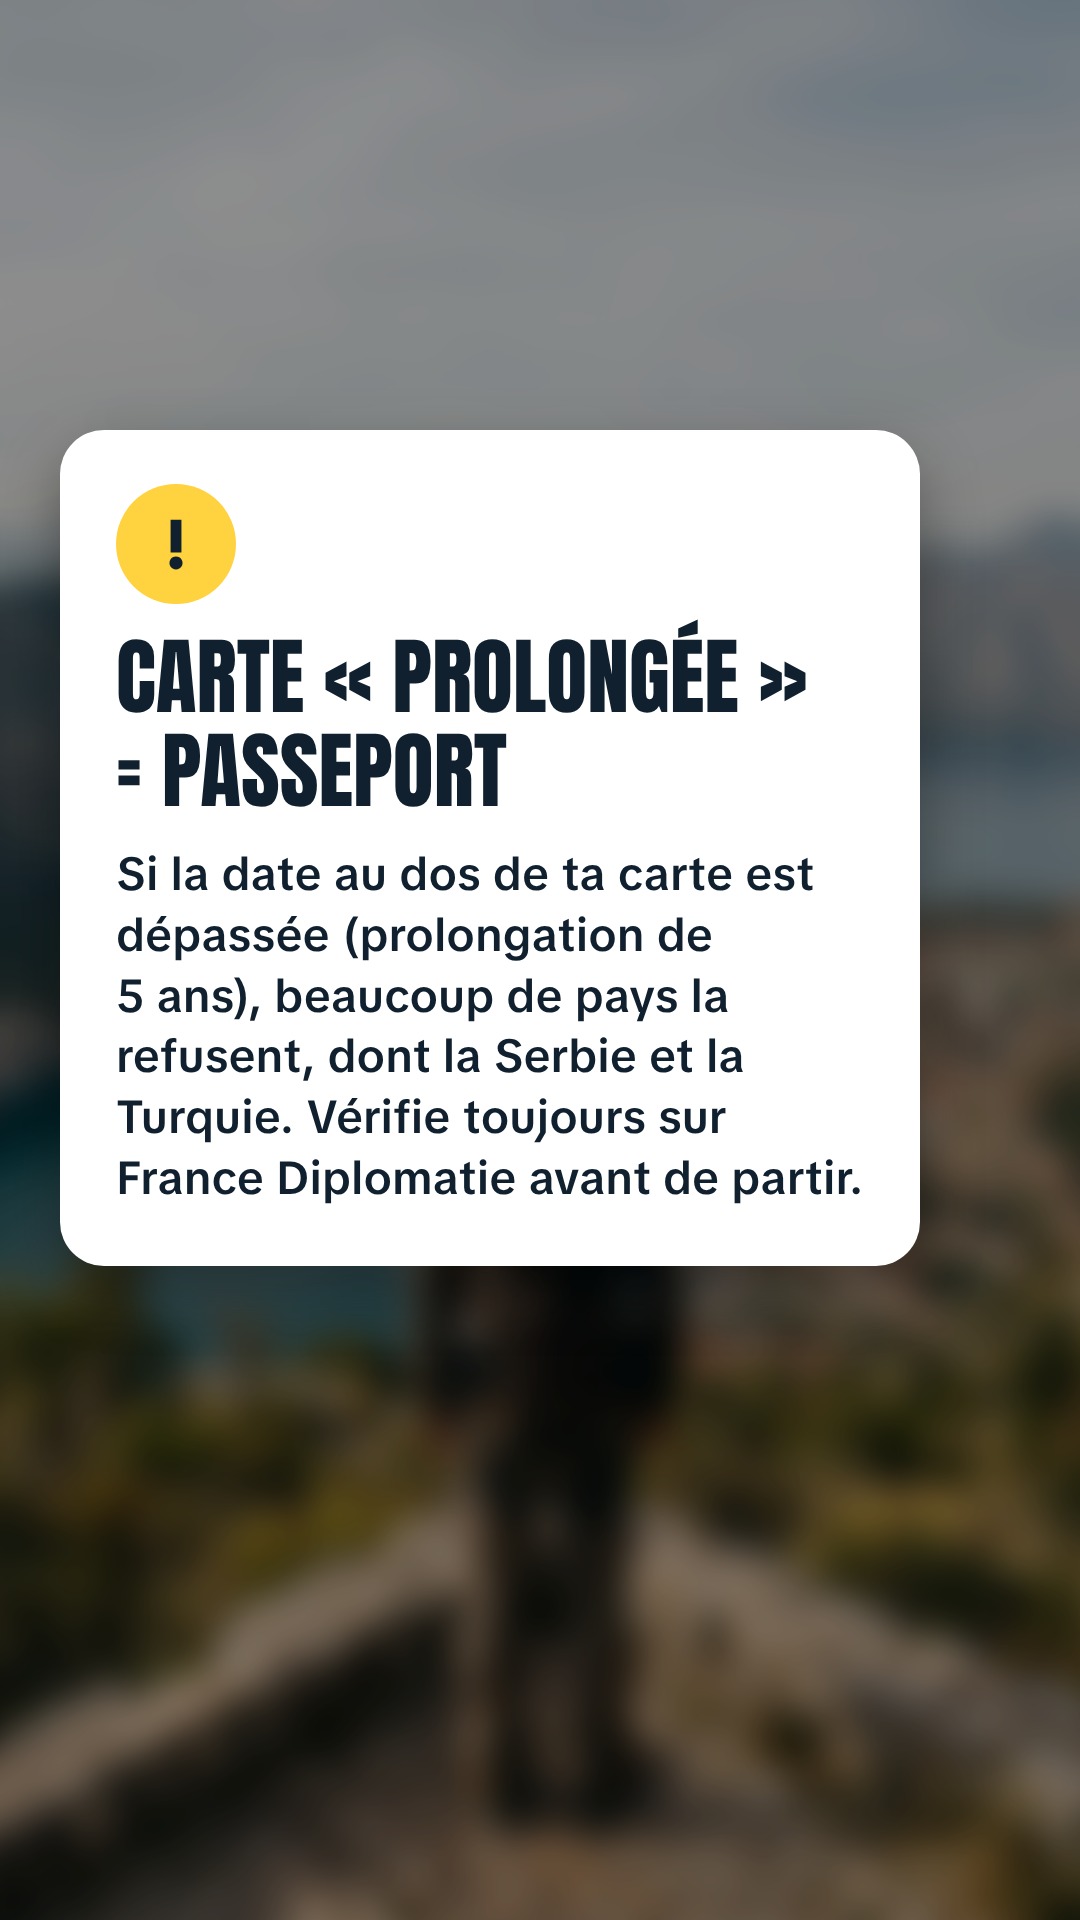 !
CARTE « PROLONGÉE »
= PASSEPORT
Si la date au dos de ta carte est
dépassée (prolongation de
5 ans), beaucoup de pays la
refusent, dont la Serbie et la
Turquie. Vérifie toujours sur
France Diplomatie avant de partir.